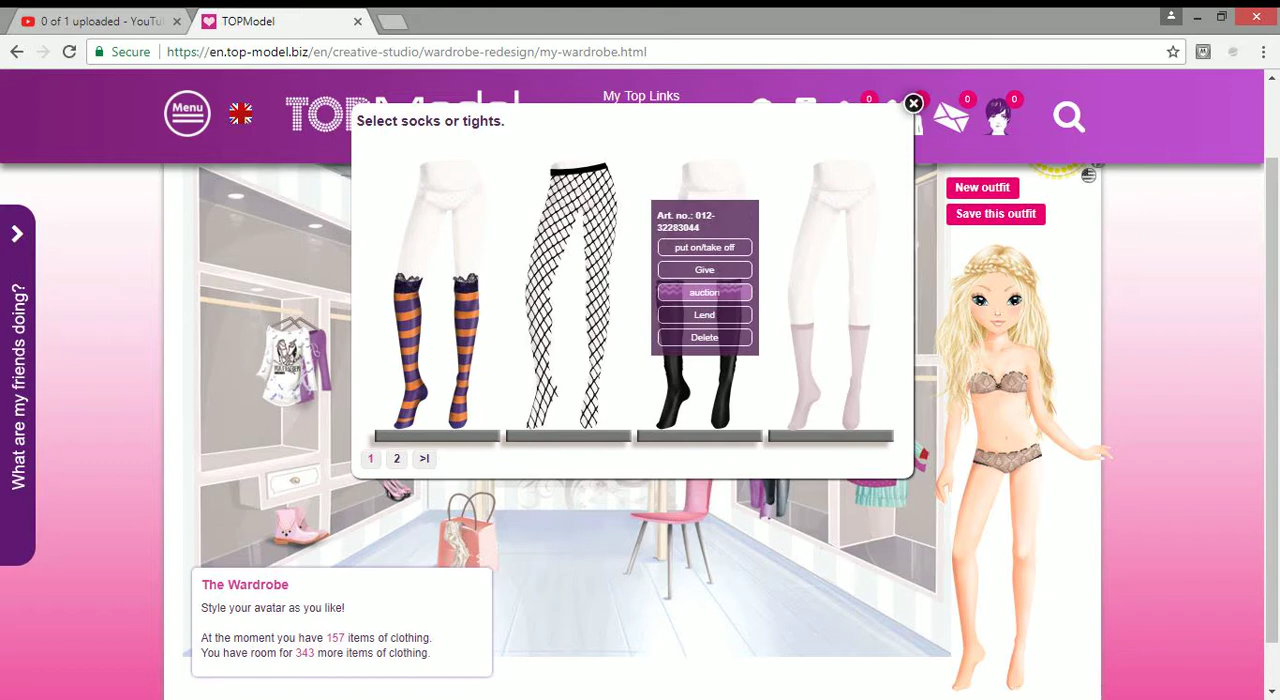 0 of 1 uploaded - YouTu
TOPModel
Secure
https://en.top-model.biz/en/creative-studio/wardrobe-redesign/my-wardrobe.html
Menu
My Top Links
0
0
0
Select socks or tights.
New outfit
Save this outfit
Art. no.: 012-
32283044
put on/take off
Give
auction
Lend
Delete
What are my friends doing?
1
2
>I
The Wardrobe
Style your avatar as you like!
At the moment you have 157 items of clothing.
You have room for 343 more items of clothing.